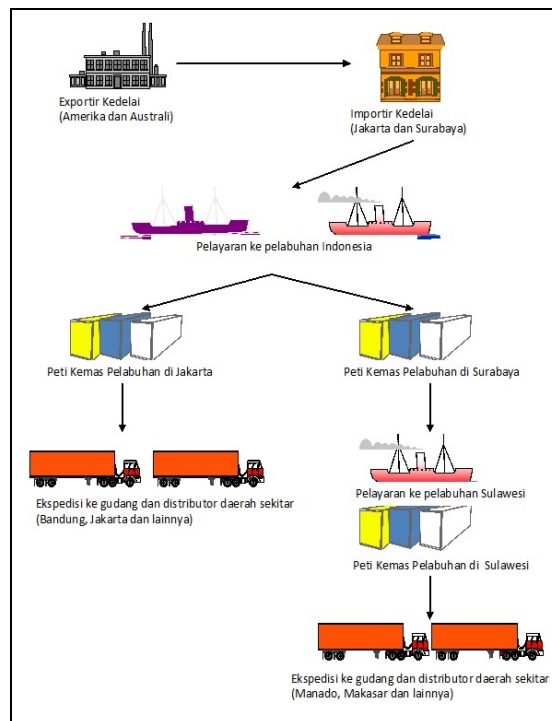 Exportir Kedelai
(Amerika dan Australi)
Importir Kedelai
(Jakarta dan Surabaya)
Pelayaran ke pelabuhan Indonesia
Peti Kemas Pelabuhan di Jakarta
Peti Kemas Pelabuhan di Surabaya
Ekspedisi ke gudang dan distributor daerah sekitar
(Bandung, Jakarta dan lainnya)
Pelayaran ke pelabuhan Sulawesi
Peti Kemas Pelabuhan di Sulawesi
Ekspedisi ke gudang dan distributor daerah sekitar
(Manado, Makasar dan lainnya)